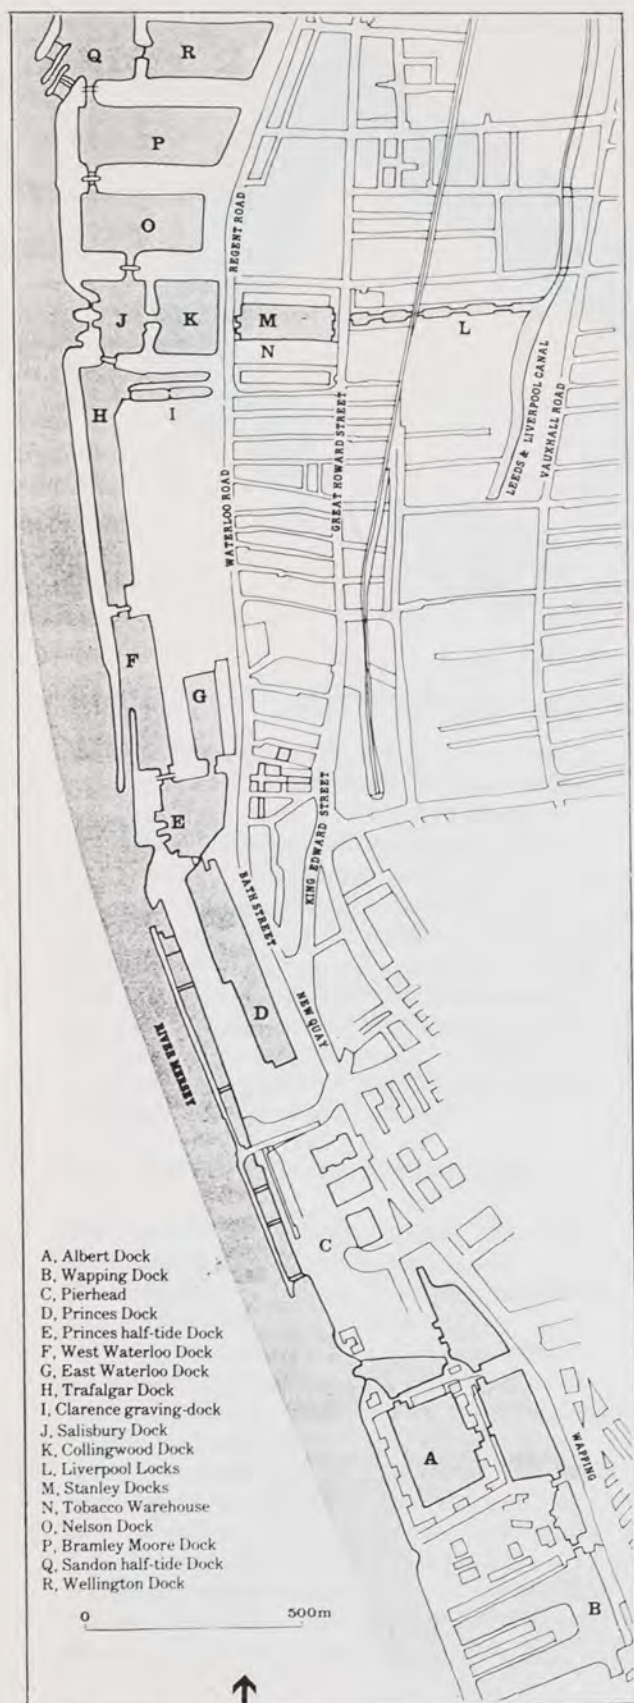 Q
R
P
O
REGENT ROAD
J
K
M
L
N
H
I
LEEDS & LIVERPOOL CANAL
VAUXHALL ROAD
GREAT HOWARD STREET
WATERLOO ROAD
F
G
E
KING EDWARD STREET
BATH STREET
D
NEW QUAY
RIVER MERSEY
C
A
WAPPING
B
A, Albert Dock
B, Wapping Dock
C, Pierhead
D, Princes Dock
E, Princes half-tide Dock
F, West Waterloo Dock
G, East Waterloo Dock
H, Trafalgar Dock
I, Clarence graving-dock
J, Salisbury Dock
K, Collingwood Dock
L, Liverpool Locks
M, Stanley Docks
N, Tobacco Warehouse
O, Nelson Dock
P, Bramley Moore Dock
Q, Sandon half-tide Dock
R, Wellington Dock
0 500m